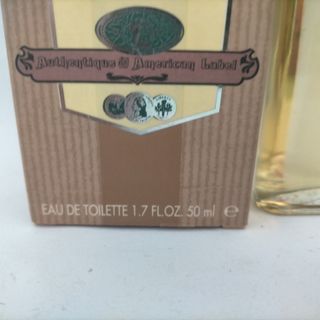 Authentique & American Label
EAU DE TOILETTE 1.7 FL.OZ. 50 ml ℮